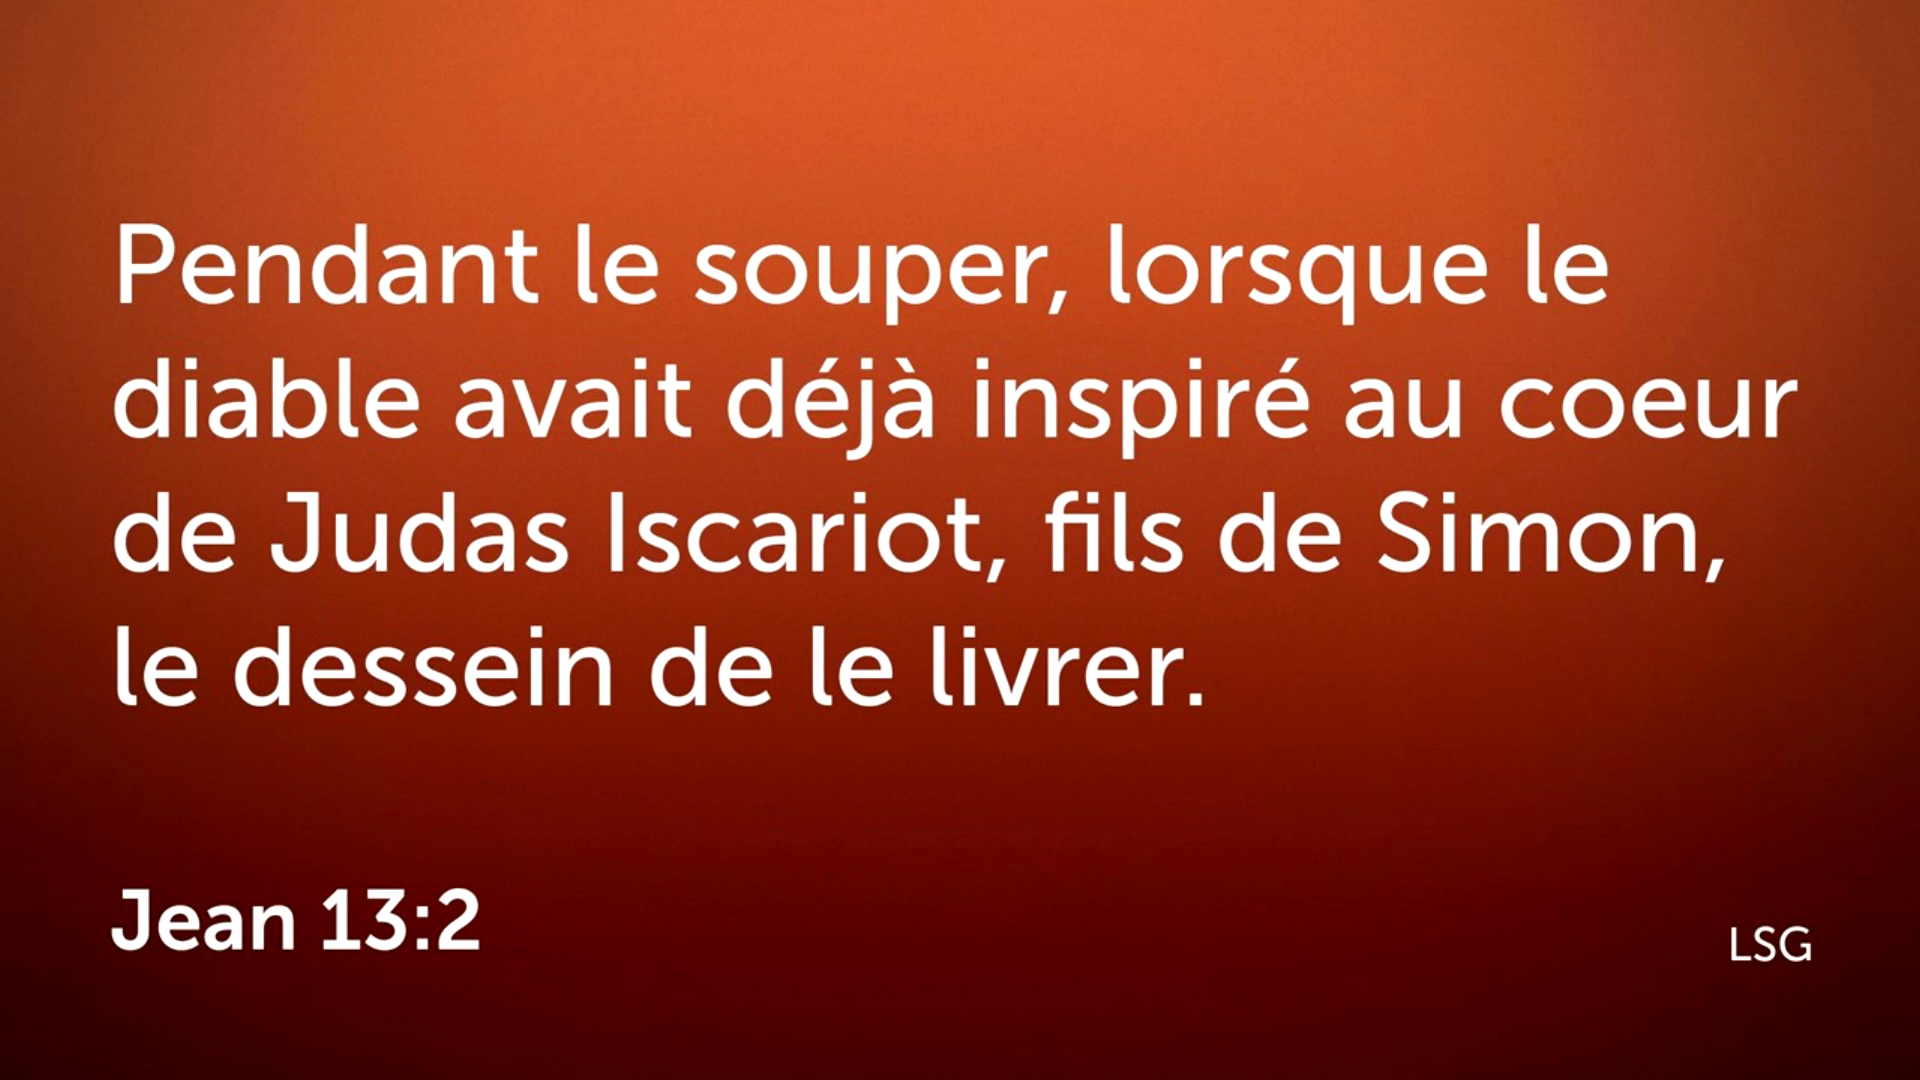 Pendant le souper, lorsque le
diable avait déjà inspiré au coeur
de Judas Iscariot, fils de Simon,
le dessein de le livrer.
Jean 13:2
LSG